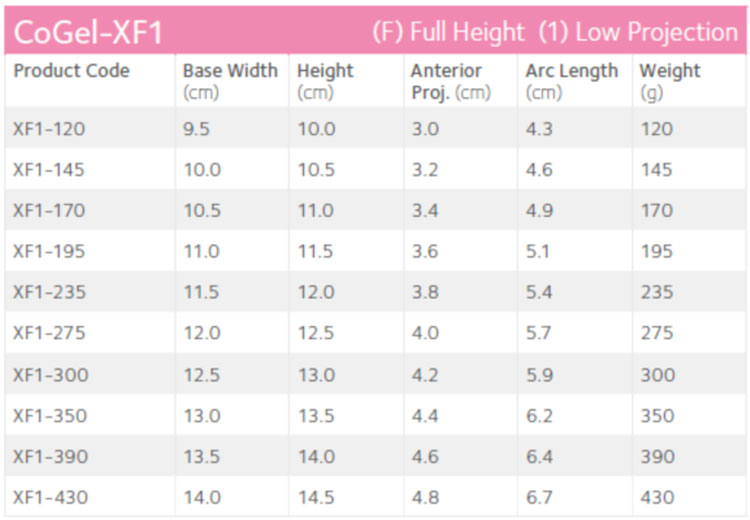 CoGel-XF1 (F) Full Height (1) Low Projection
Product Code Base Width Height Anterior Arc Length Weight
(cm) (cm) Proj. (cm) (cm) (g)
XF1-120 9.5 10.0 3.0 4.3 120
XF1-145 10.0 10.5 3.2 4.6 145
XF1-170 10.5 11.0 3.4 4.9 170
XF1-195 11.0 11.5 3.6 5.1 195
XF1-235 11.5 12.0 3.8 5.4 235
XF1-275 12.0 12.5 4.0 5.7 275
XF1-300 12.5 13.0 4.2 5.9 300
XF1-350 13.0 13.5 4.4 6.2 350
XF1-390 13.5 14.0 4.6 6.4 390
XF1-430 14.0 14.5 4.8 6.7 430